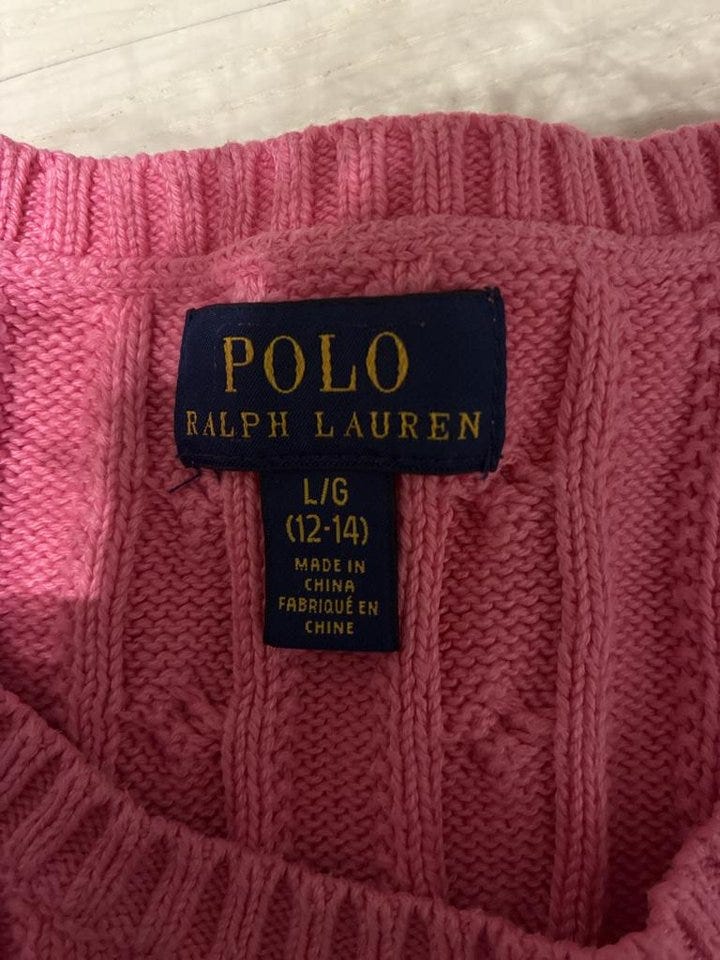 POLO
RALPH LAUREN
L/G
(12-14)
MADE IN
CHINA
FABRIQUÉ EN
CHINE